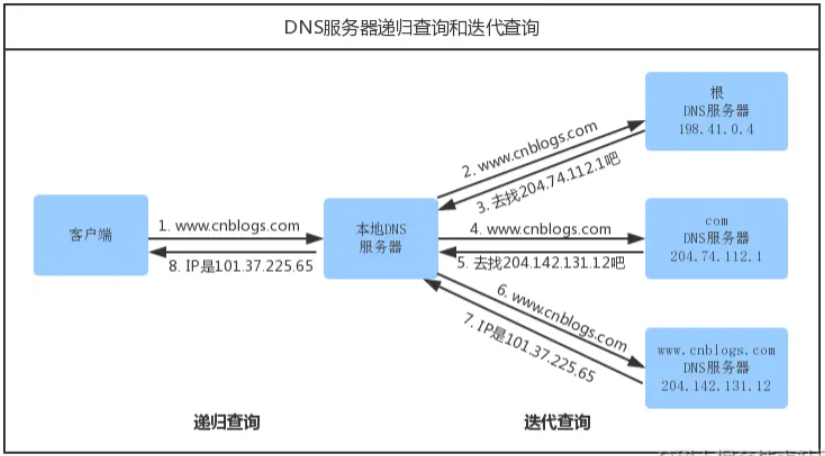 DNS服务器递归查询和迭代查询
根
DNS服务器
198.41.0.4
2. www.cnblogs.com
3. 去找204.74.112.1吧
客户端
1. www.cnblogs.com
8. IP是101.37.225.65
本地DNS
服务器
4. www.cnblogs.com
5. 去找204.142.131.12吧
com
DNS服务器
204.74.112.1
6. www.cnblogs.com
7. IP是101.37.225.65
www.cnblogs.com
DNS服务器
204.142.131.12
递归查询
迭代查询